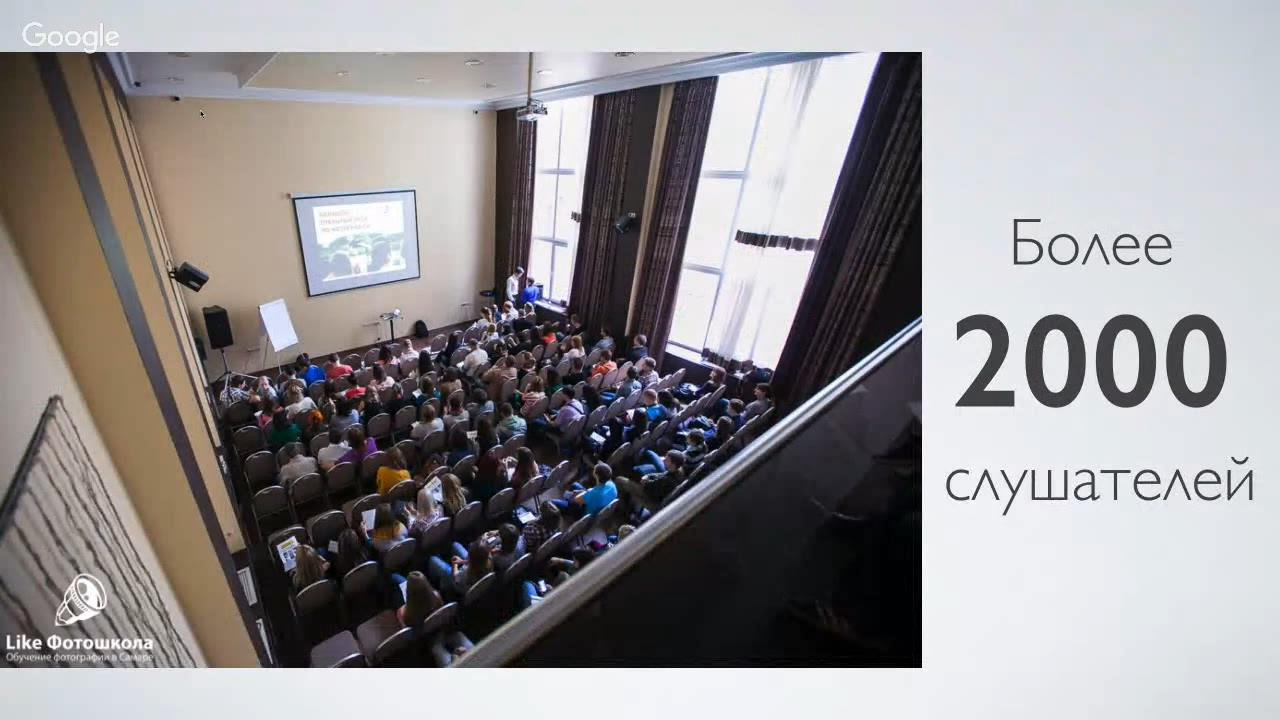 Google
Более
2000
слушателей
Like Фотошкола
Обучение фотографии в Самаре